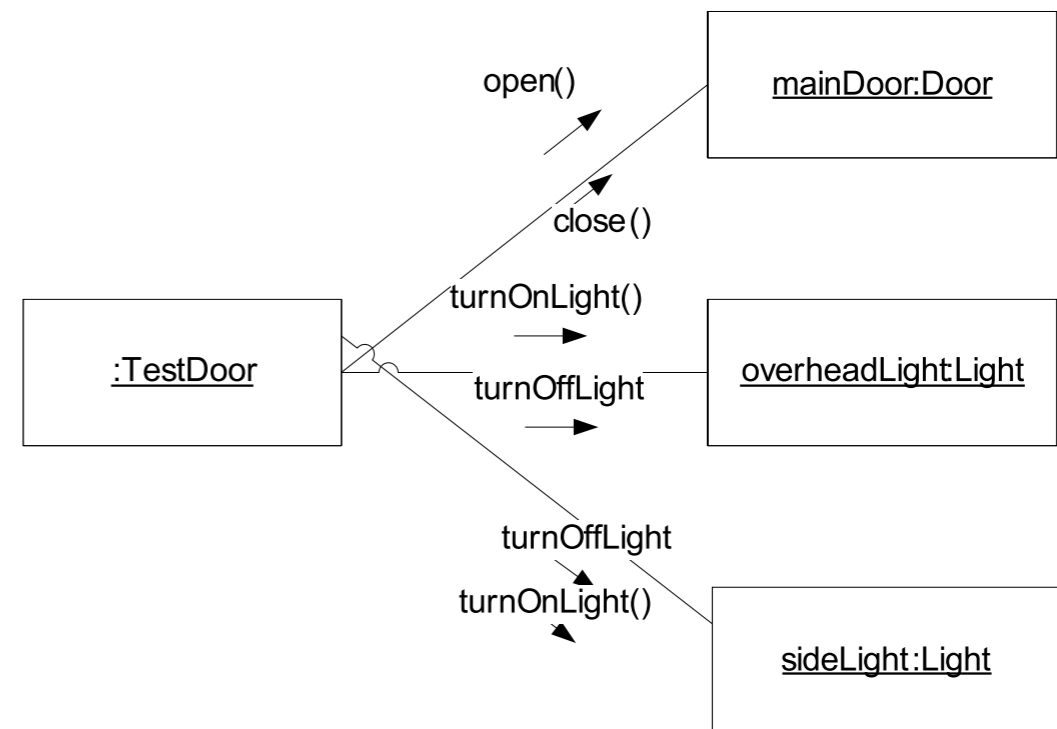 open()
mainDoor:Door
close()
turnOnLight()
:TestDoor
overheadLight:Light
turnOffLight
turnOffLight
turnOnLight()
sideLight:Light